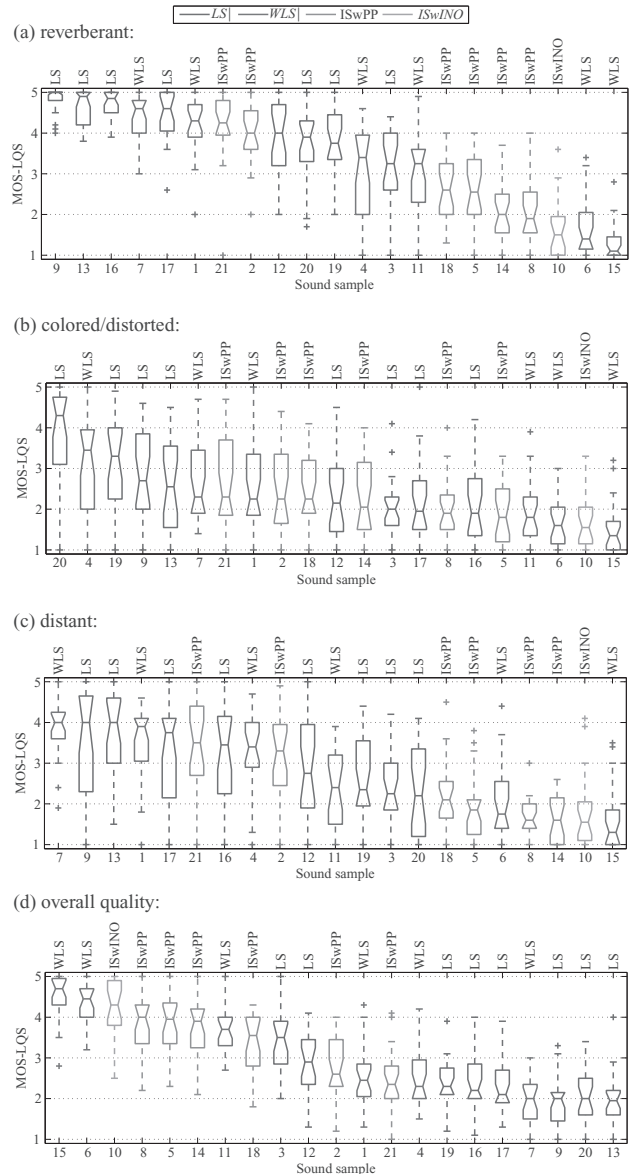 LS| WLS| ISwPP ISwINO
(a) reverberant:
LS LS LS WLS LS WLS ISwPP ISwPP LS LS LS WLS LS WLS ISwPP ISwPP ISwPP ISwPP ISwINO WLS WLS
5
4
3
2
1
MOS-LQS
9 13 16 7 17 1 21 2 12 20 19 4 3 11 18 5 14 8 10 6 15
Sound sample
(b) colored/distorted:
LS WLS LS LS LS WLS ISwPP WLS ISwPP ISwPP LS ISwPP LS LS ISwPP LS ISwPP WLS WLS ISwINO WLS
5
4
3
2
1
MOS-LQS
20 4 19 9 13 7 21 1 2 18 12 14 3 17 8 16 5 11 6 10 15
Sound sample
(c) distant:
WLS LS LS WLS LS ISwPP LS WLS ISwPP LS WLS LS LS LS ISwPP ISwPP WLS ISwPP ISwPP ISwINO WLS
5
4
3
2
1
MOS-LQS
7 9 13 1 17 21 16 4 2 12 11 19 3 20 18 5 6 8 14 10 15
Sound sample
(d) overall quality:
WLS WLS ISwINO ISwPP ISwPP ISwPP WLS ISwPP LS LS ISwPP WLS ISwPP WLS LS LS LS WLS LS LS LS
5
4
3
2
1
MOS-LQS
15 6 10 8 5 14 11 18 3 12 2 1 21 4 19 16 17 7 9 20 13
Sound sample